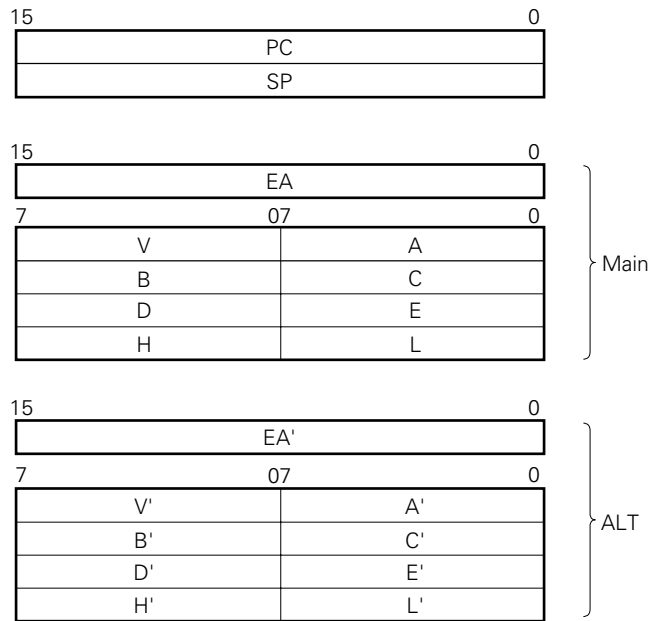 15 0
PC
SP
15 0
EA
7 07 0
V A
B C
D E
H L
Main
15 0
EA'
7 07 0
V' A'
B' C'
D' E'
H' L'
ALT